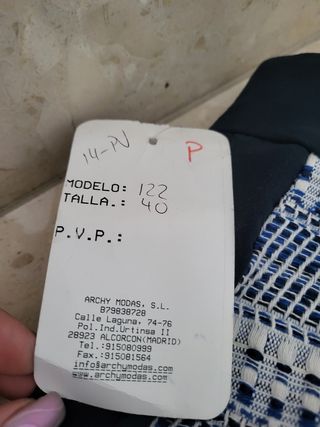 14-PV
P
MODELO: 122
TALLA.: 40
P.V.P.:
ARCHY MODAS, S.L.
B79838728
Calle Laguna, 74-76
Pol.Ind.Urtinsa II
28923 ALCORCON(MADRID)
Tel.:915080999
Fax.:915081564
info@archymodas.com
www.archymodas.com